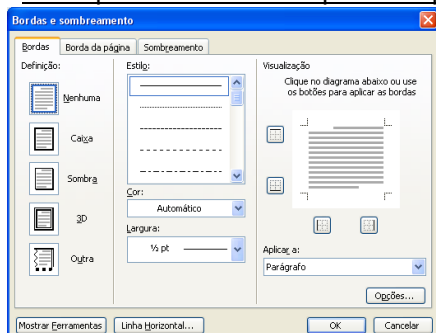 Bordas e sombreamento
Bordas
Borda da página
Sombreamento
Definição:
Nenhuma
Caixa
Sombra
3D
Outra
Estilo:
Cor:
Automático
Largura:
½ pt
Visualização
Clique no diagrama abaixo ou use
os botões para aplicar as bordas
Aplicar a:
Parágrafo
Opções...
Mostrar Ferramentas
Linha Horizontal...
OK
Cancelar